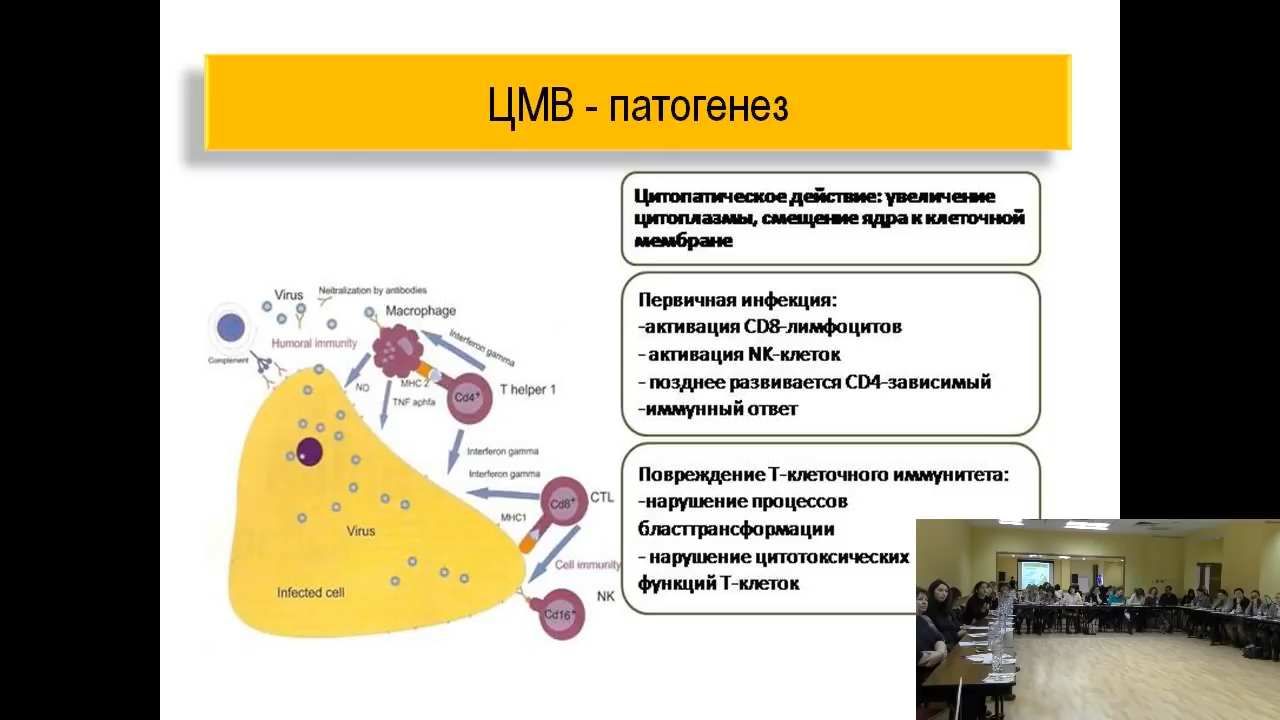 ЦМВ - патогенез
Цитопатическое действие: увеличение
цитоплазмы, смещение ядра к клеточной
мембране
Первичная инфекция:
-активация CD8-лимфоцитов
- активация NK-клеток
- позднее развивается CD4-зависимый
-иммунный ответ
Повреждение Т-клеточного иммунитета:
-нарушение процессов
бласттрансформации
- нарушение цитотоксических
функций Т-клеток
Virus
Neitralization by antibodies
Macrophage
Humoral immunity
Complement
Interferon gamma
NO
MHC 2
TNF aphfa
Cd4+
T helper 1
Interferon gamma
Interferon gamma
Cd8+
CTL
MHC1
Virus
Cell immunity
Infected cell
NK
Cd16+